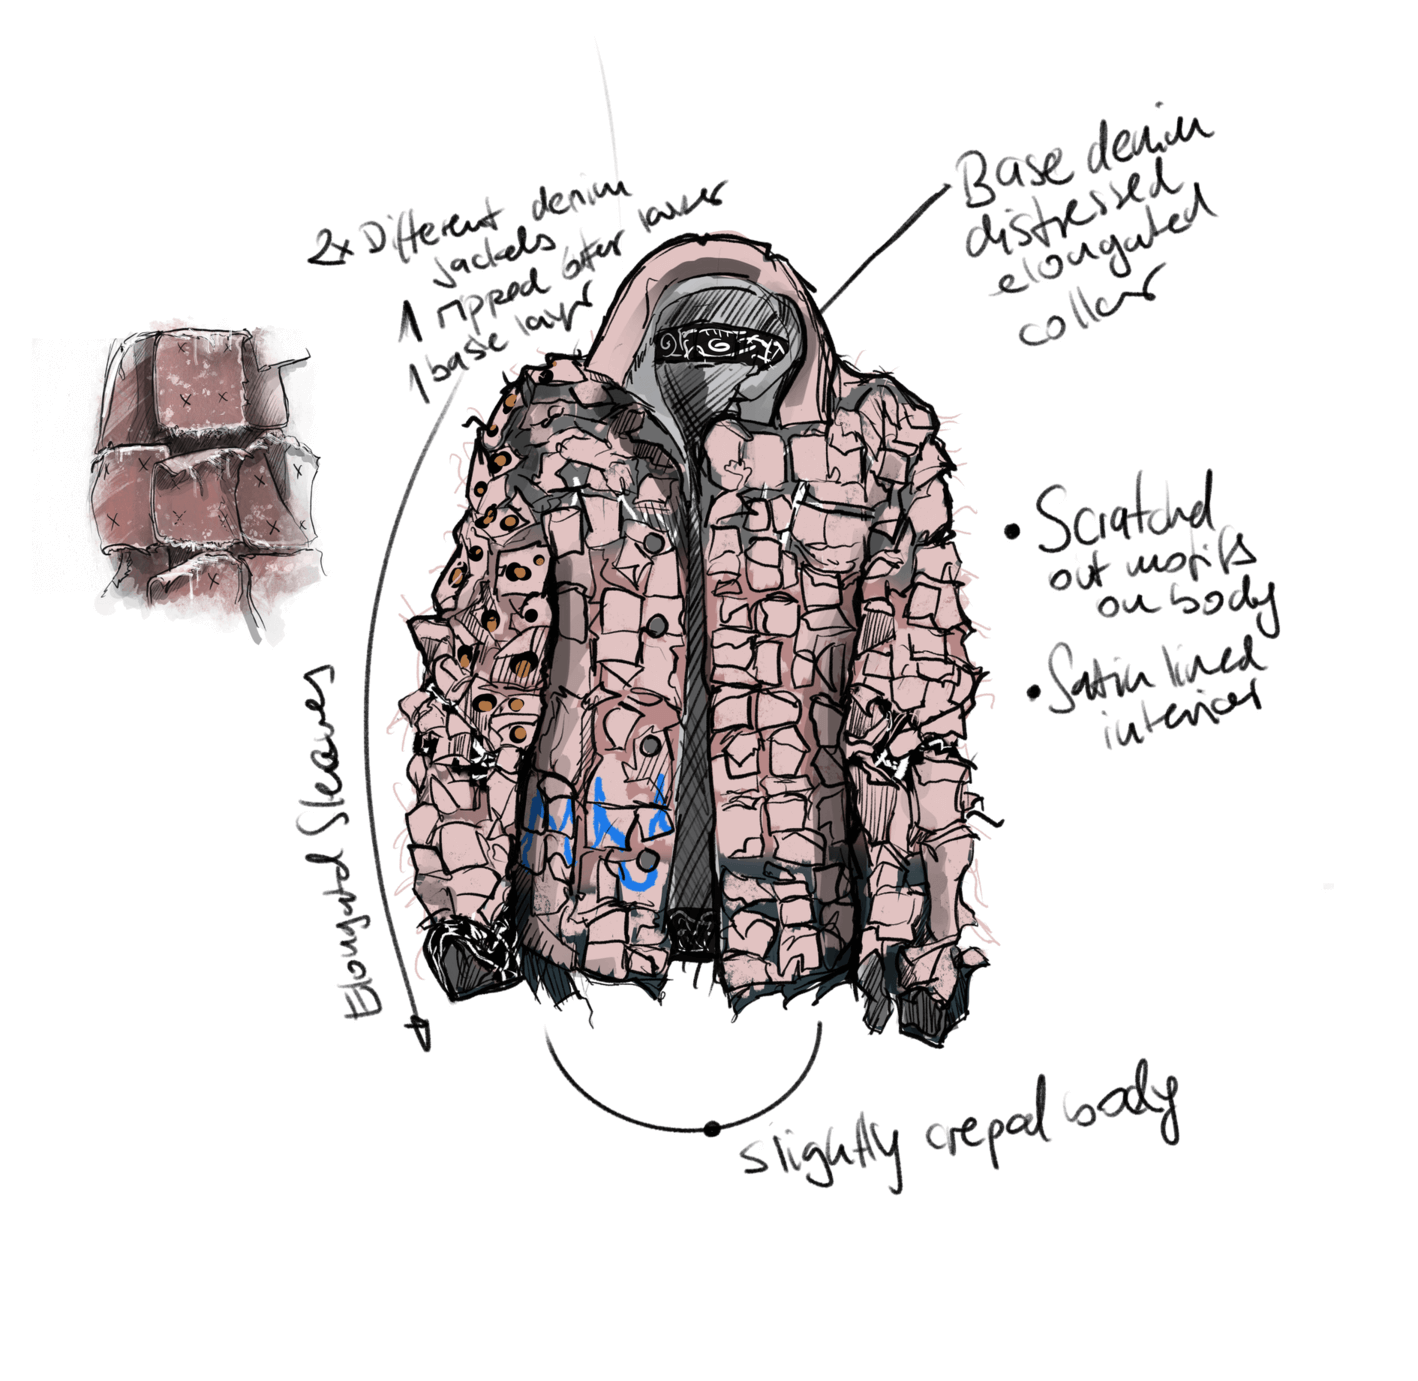 2x Different denim
jackets
1 ripped outer layer
1 base layer
Base denim
distressed
elongated
collar
• Scratched
out motifs
on body
• Satin lined
interior
Elongated Sleeves
slightly croped body